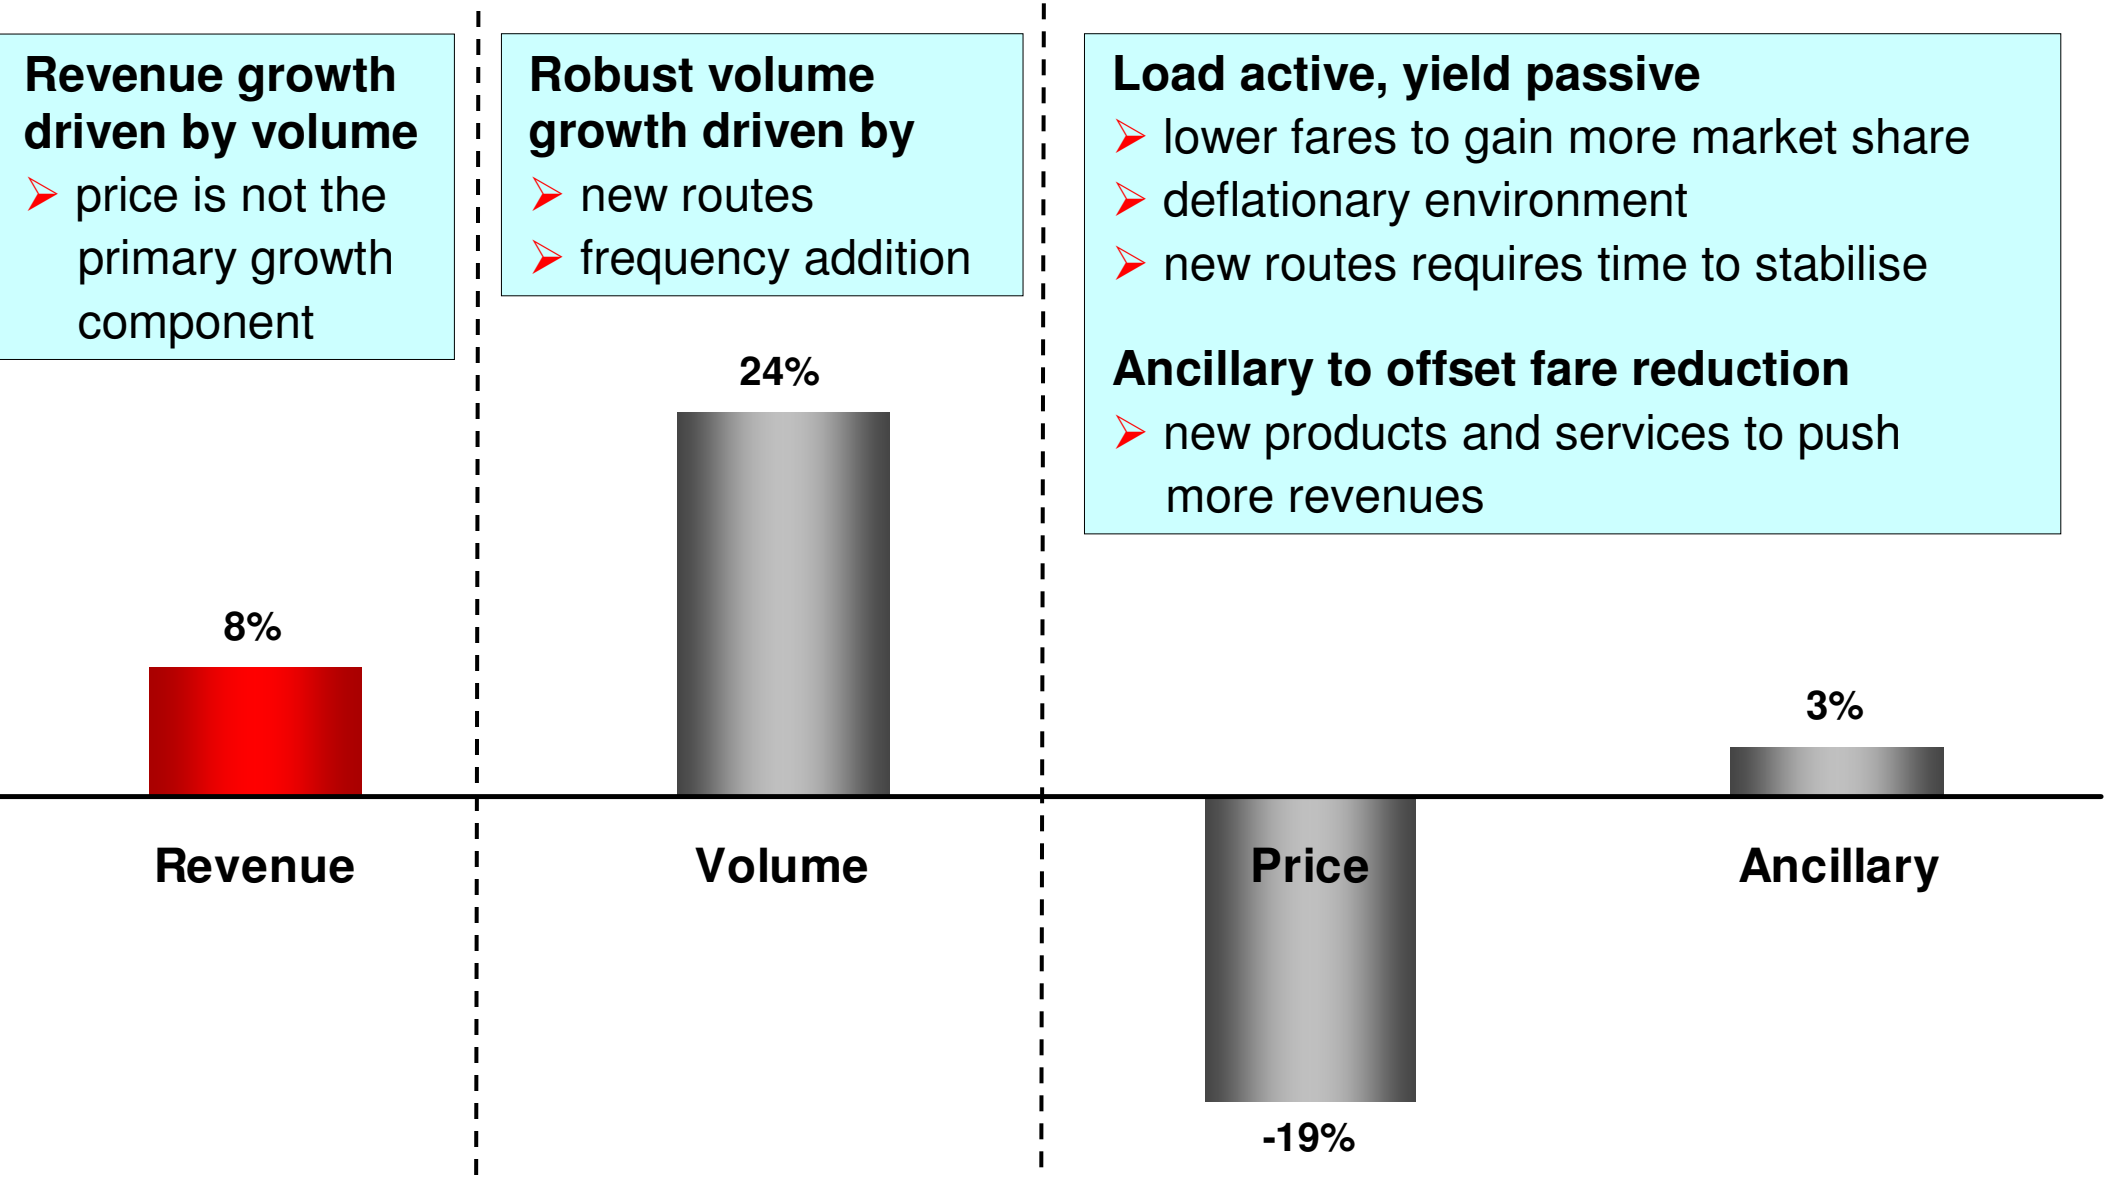 Revenue growth
driven by volume
price is not the
primary growth
component
Robust volume
growth driven by
new routes
frequency addition
Load active, yield passive
lower fares to gain more market share
deflationary environment
new routes requires time to stabilise
Ancillary to offset fare reduction
new products and services to push
more revenues
24%
8%
3%
Revenue
Volume
Price
Ancillary
-19%